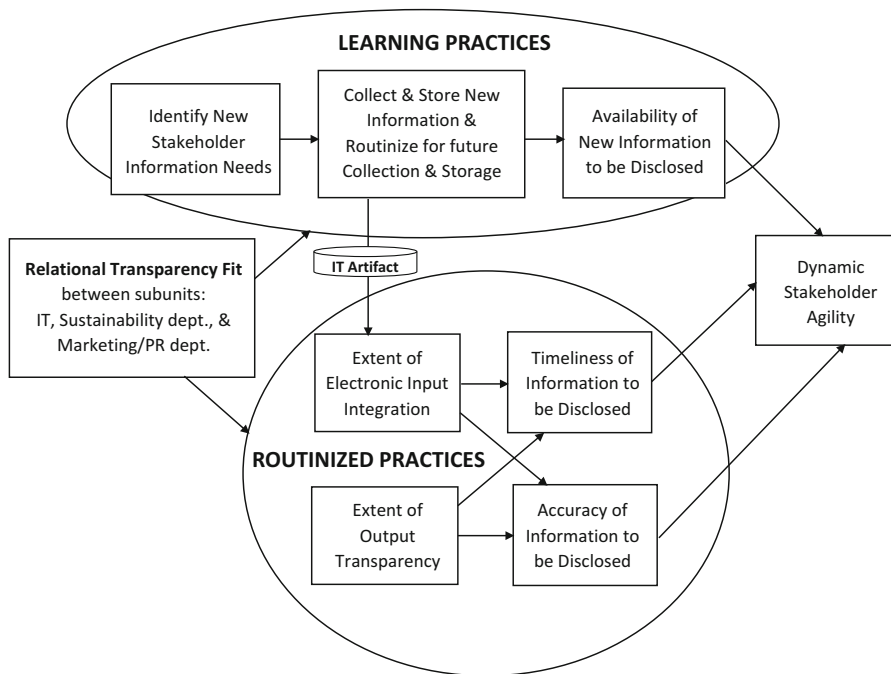 LEARNING PRACTICES
Identify New
Stakeholder
Information Needs
Collect & Store New
Information &
Routinize for future
Collection & Storage
Availability of
New Information
to be Disclosed
Relational Transparency Fit
between subunits:
IT, Sustainability dept., &
Marketing/PR dept.
IT Artifact
Dynamic
Stakeholder
Agility
Extent of
Electronic Input
Integration
Timeliness of
Information to
be Disclosed
ROUTINIZED PRACTICES
Extent of
Output
Transparency
Accuracy of
Information to
be Disclosed